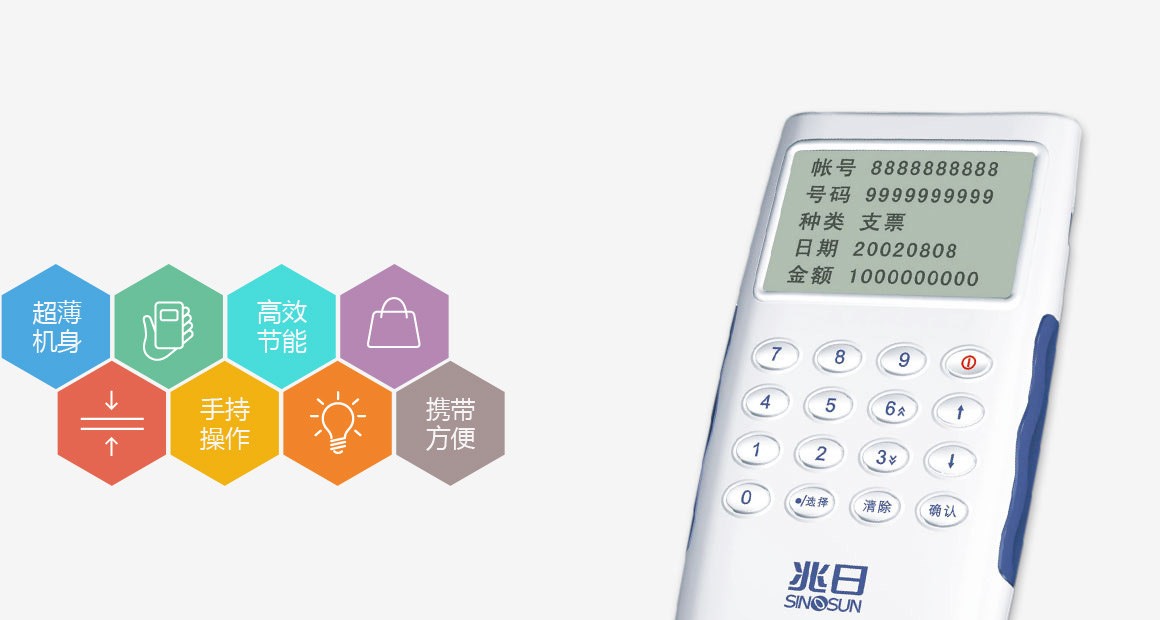 超薄
机身
高效
节能
手持
操作
携带
方便
帐号 8888888888
号码 9999999999
种类 支票
日期 20020808
金额 1000000000
7 8 9
4 5 6 ↑
1 2 3 ↓
0 •/选择 清除 确认
兆日
SINOSUN